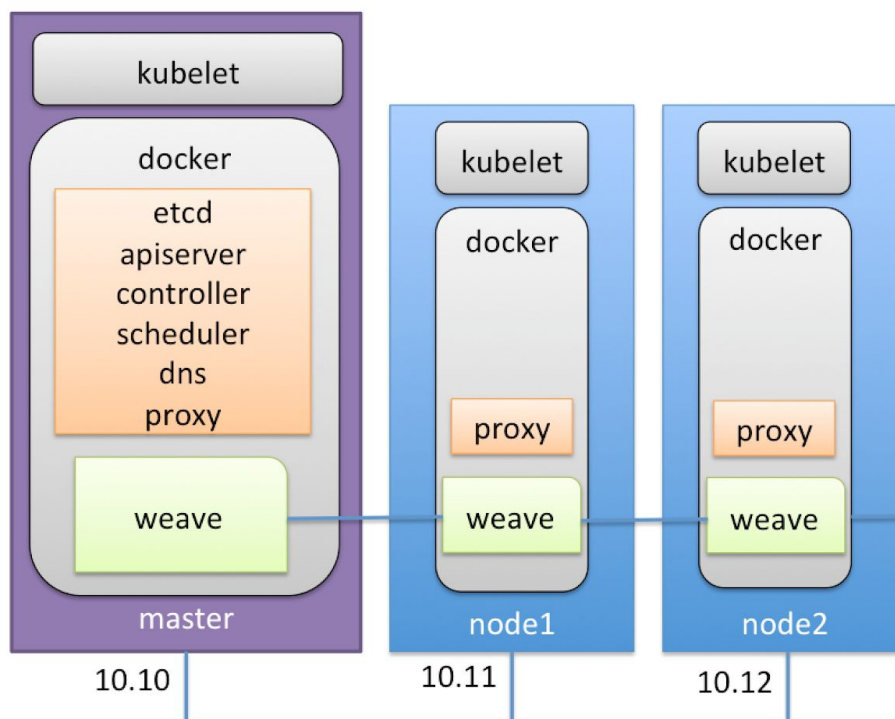 kubelet
docker
etcd
apiserver
controller
scheduler
dns
proxy
weave
master
10.10
kubelet
docker
proxy
weave
node1
10.11
kubelet
docker
proxy
weave
node2
10.12